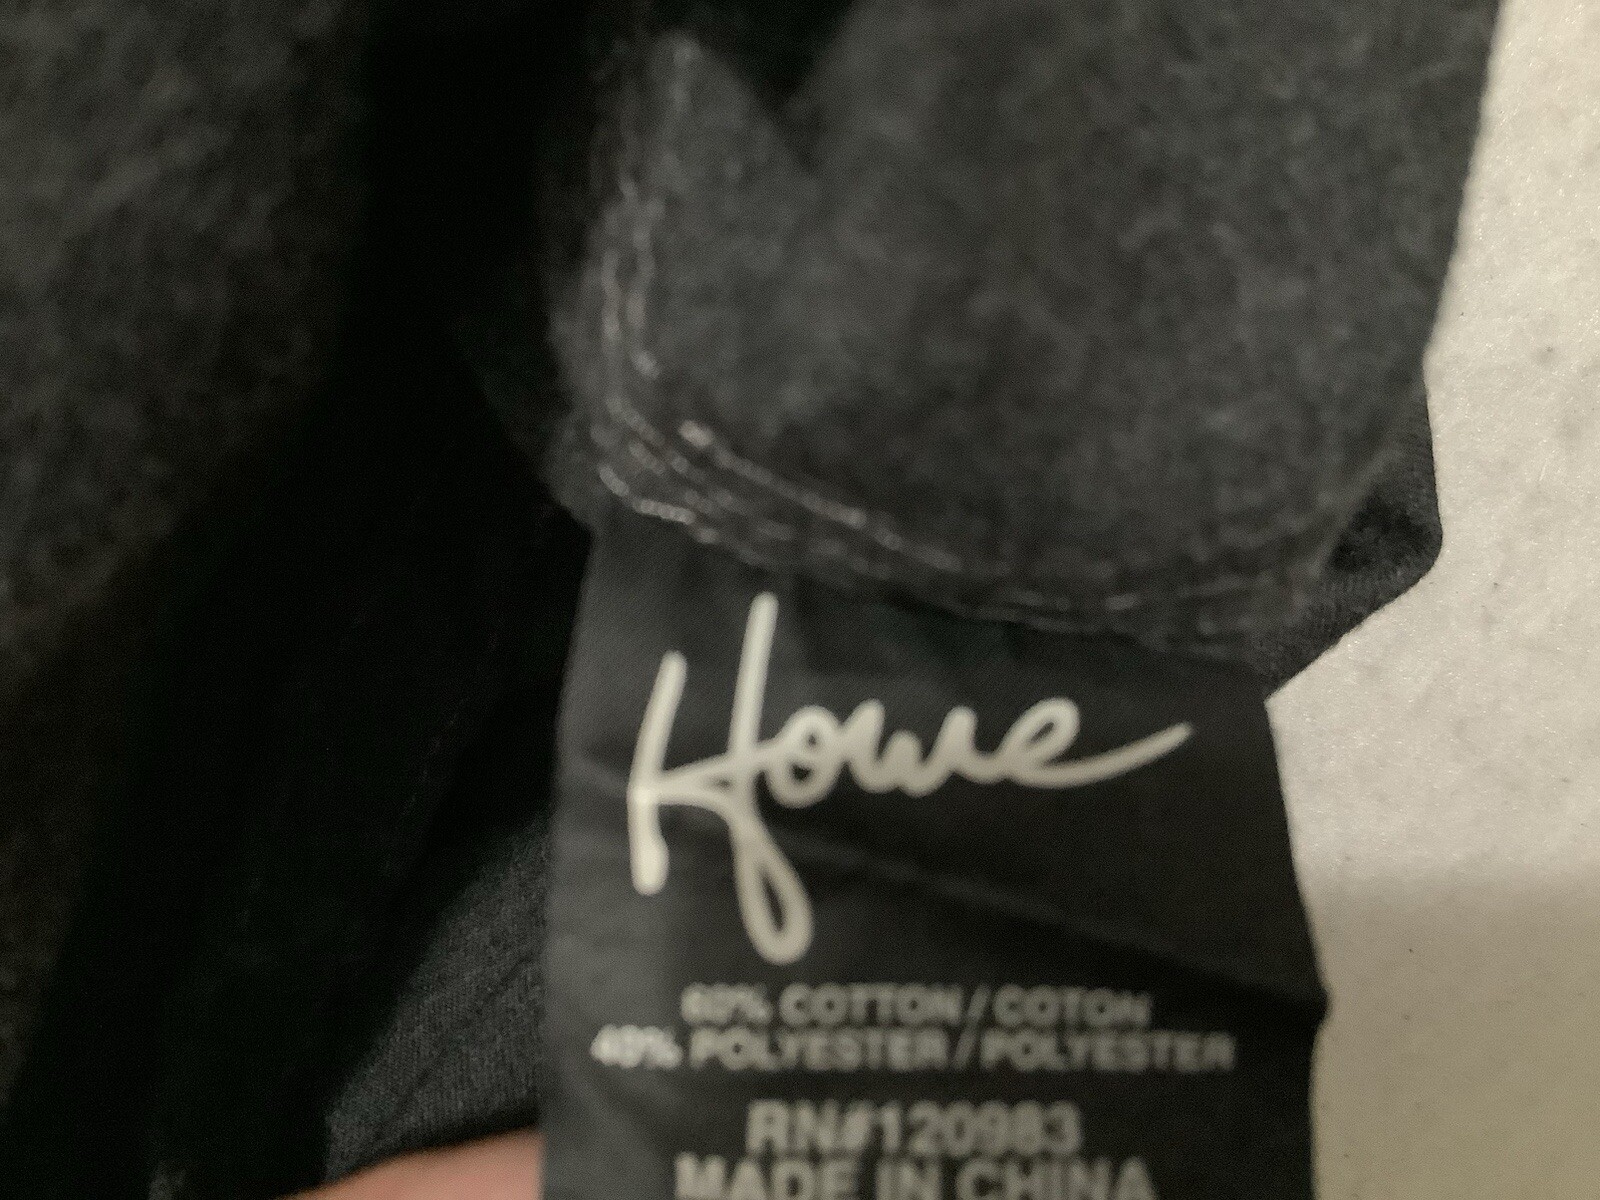 Howe
60% COTTON / COTON
40% POLYESTER / POLYESTER
RN#120983
MADE IN CHINA